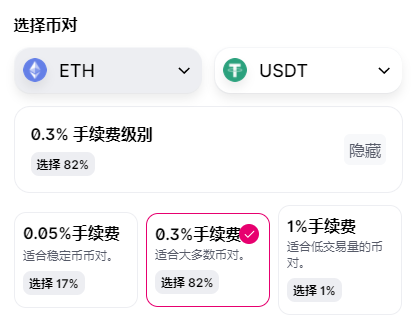 选择币对
ETH
USDT
0.3% 手续费级别
选择 82%
隐藏
0.05%手续费
适合稳定币币对。
选择 17%
0.3%手续费
适合大多数币对。
选择 82%
1%手续费
适合低交易量的币
对。
选择 1%